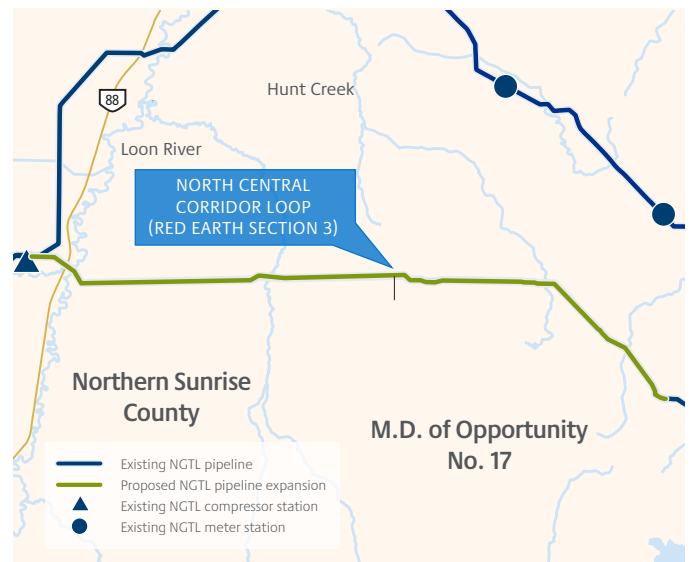 Hunt Creek
88
Loon River
NORTH CENTRAL
CORRIDOR LOOP
(RED EARTH SECTION 3)
Northern Sunrise
County
M.D. of Opportunity
No. 17
Existing NGTL pipeline
Proposed NGTL pipeline expansion
Existing NGTL compressor station
Existing NGTL meter station